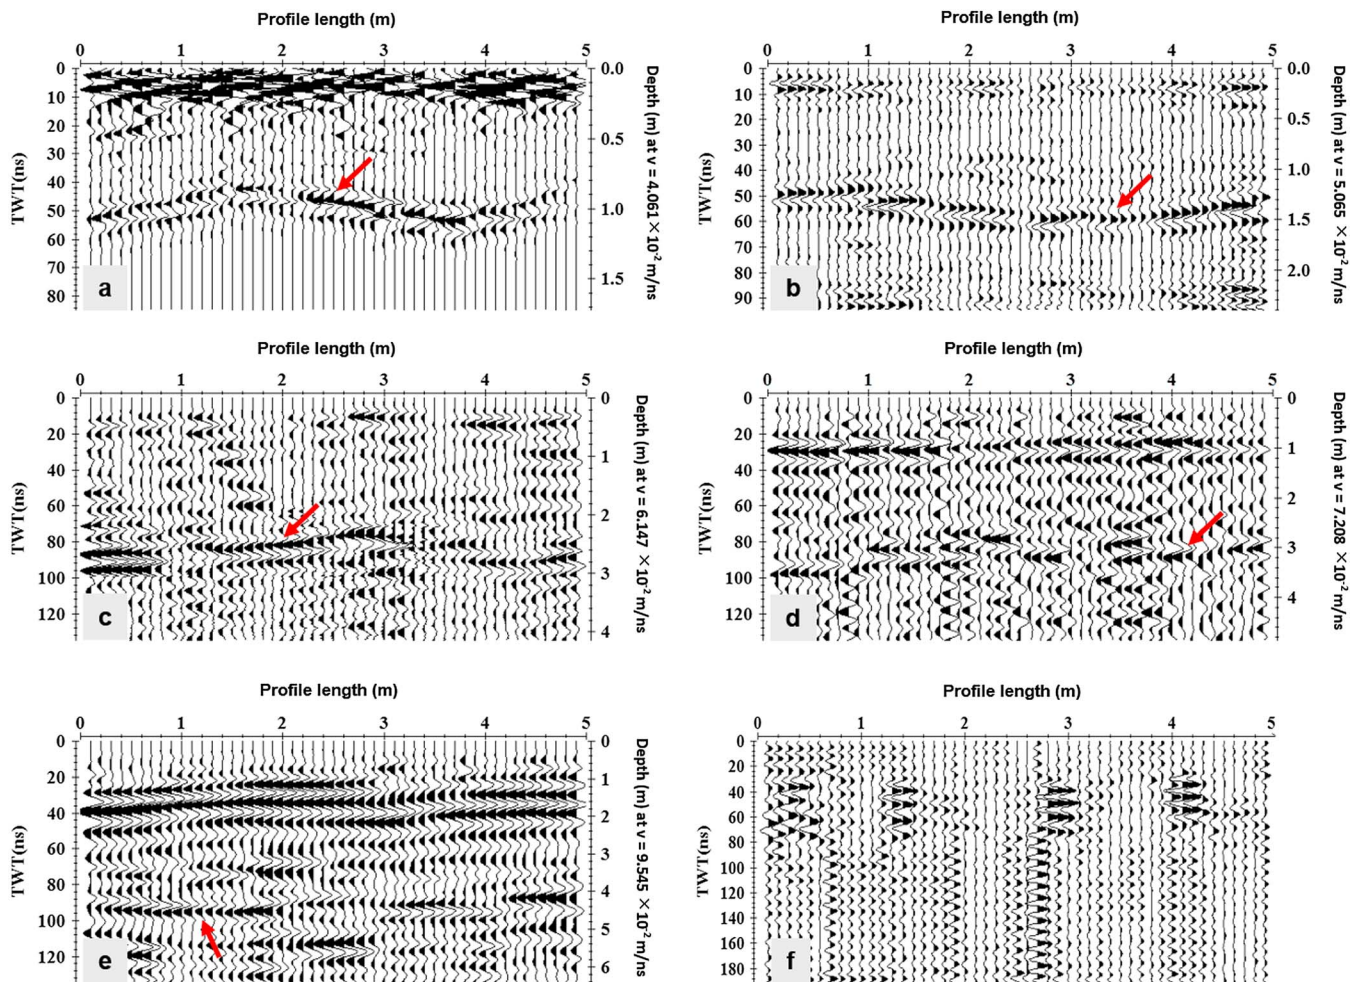 Profile length (m)
0 1 2 3 4 5
TWT(ns)
0
10
20
30
40
50
60
70
80
0.0
0.5
1.0
1.5
Depth (m) at v = 4.061 ×10⁻² m/ns
a
Profile length (m)
0 1 2 3 4 5
TWT(ns)
0
10
20
30
40
50
60
70
80
90
0.0
0.5
1.0
1.5
2.0
Depth (m) at v = 5.065 ×10⁻² m/ns
b
Profile length (m)
0 1 2 3 4 5
TWT(ns)
0
20
40
60
80
100
120
0
1
2
3
4
Depth (m) at v = 6.147 ×10⁻² m/ns
c
Profile length (m)
0 1 2 3 4 5
TWT(ns)
0
20
40
60
80
100
120
0
1
2
3
4
Depth (m) at v = 7.208 ×10⁻² m/ns
d
Profile length (m)
0 1 2 3 4 5
TWT(ns)
0
20
40
60
80
100
120
0
1
2
3
4
5
6
Depth (m) at v = 9.545 ×10⁻² m/ns
e
Profile length (m)
0 1 2 3 4 5
TWT(ns)
0
20
40
60
80
100
120
140
160
180
f